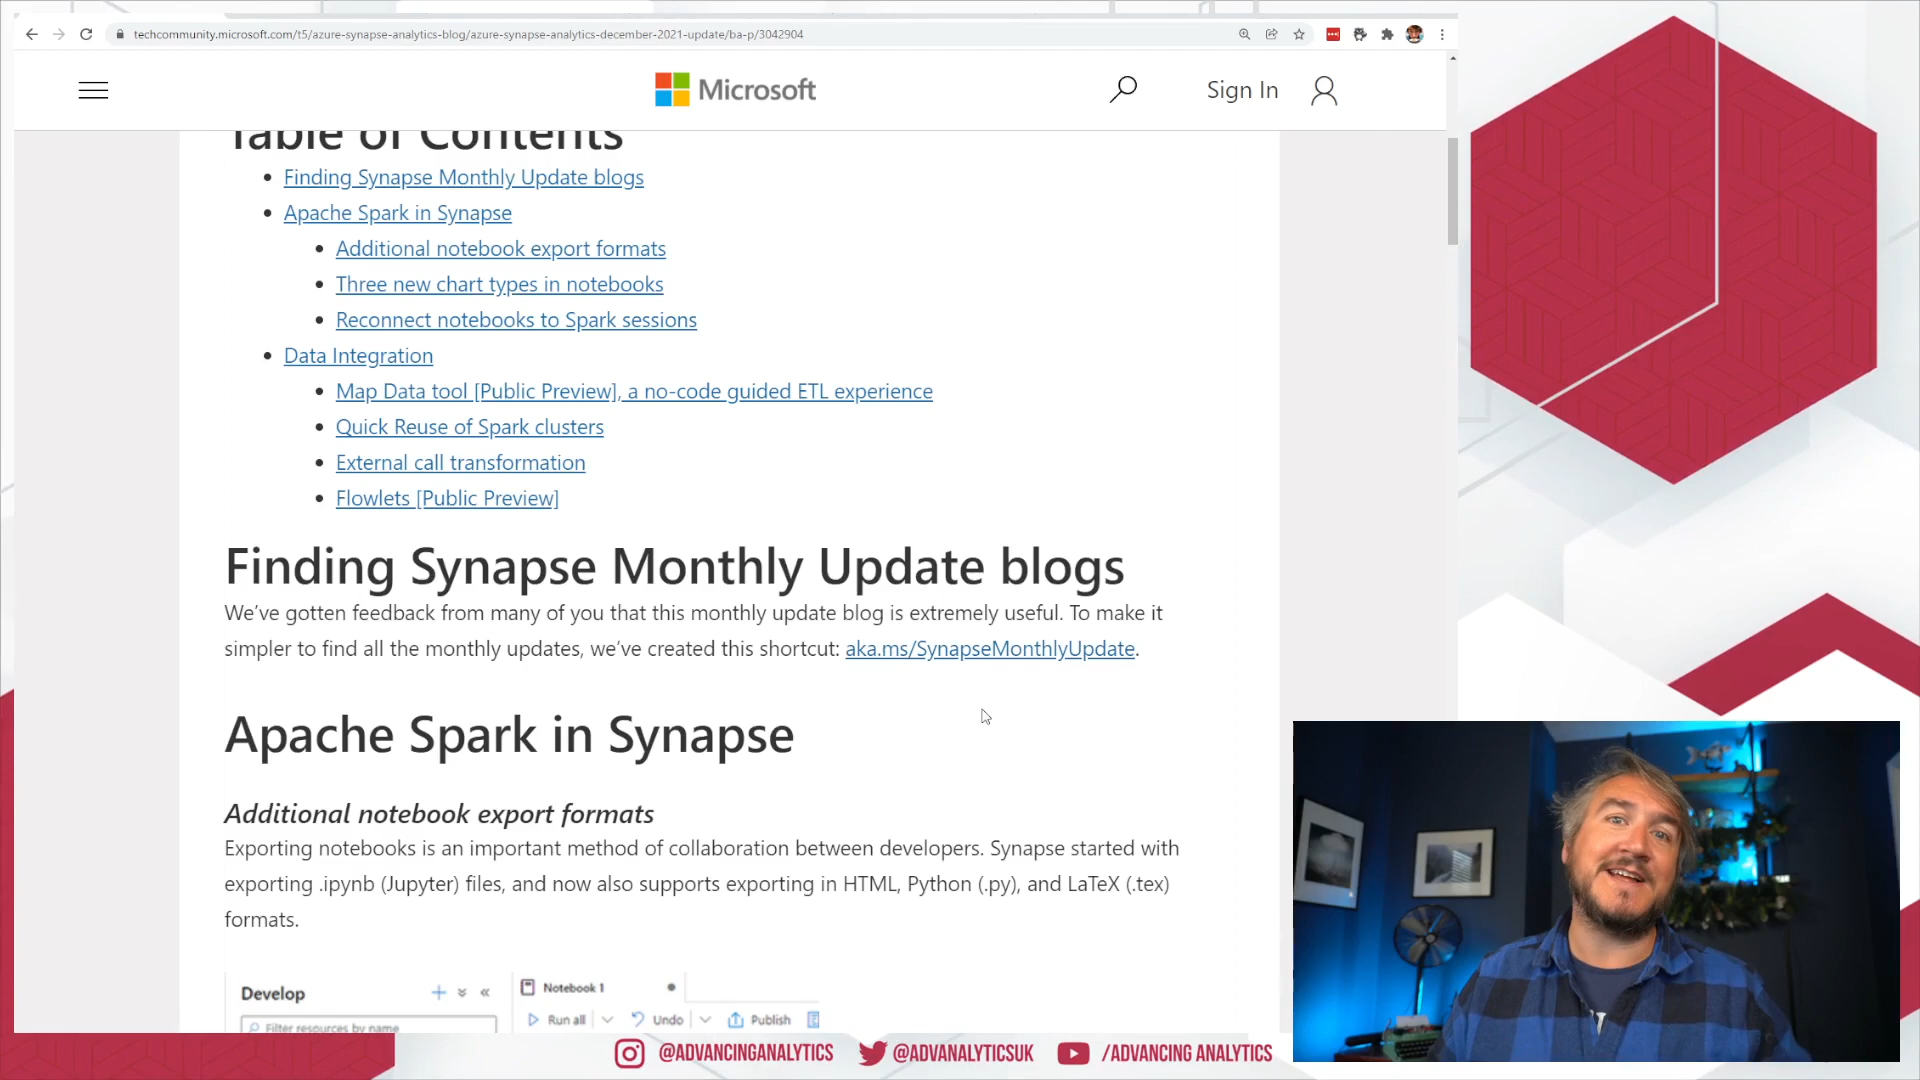 techcommunity.microsoft.com/t5/azure-synapse-analytics-blog/azure-synapse-analytics-december-2021-update/ba-p/3042904
Microsoft
Sign In
Table of Contents
Finding Synapse Monthly Update blogs
Apache Spark in Synapse
Additional notebook export formats
Three new chart types in notebooks
Reconnect notebooks to Spark sessions
Data Integration
Map Data tool [Public Preview], a no-code guided ETL experience
Quick Reuse of Spark clusters
External call transformation
Flowlets [Public Preview]
Finding Synapse Monthly Update blogs
We’ve gotten feedback from many of you that this monthly update blog is extremely useful. To make it
simpler to find all the monthly updates, we’ve created this shortcut: aka.ms/SynapseMonthlyUpdate.
Apache Spark in Synapse
Additional notebook export formats
Exporting notebooks is an important method of collaboration between developers. Synapse started with
exporting .ipynb (Jupyter) files, and now also supports exporting in HTML, Python (.py), and LaTeX (.tex)
formats.
Develop
Notebook 1
Filter resources by name
Run all
Undo
Publish
@ADVANCINGANALYTICS
@ADVANALYTICSUK
/ADVANCING ANALYTICS